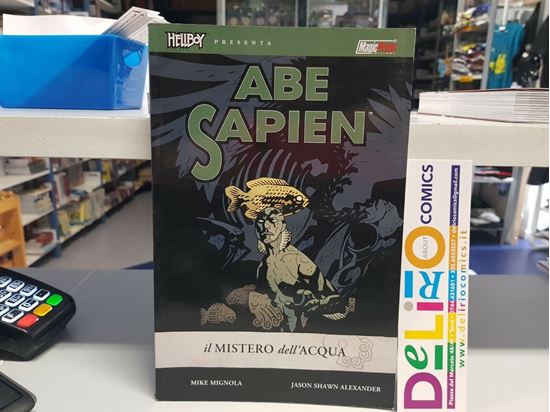 HELLBOY PRESENTA
MagicPress
ABE
SAPIEN
il MISTERO dell'ACQUA
MIKE MIGNOLA
JASON SHAWN ALEXANDER
DeLiRiO
ABOUT COMICS
www.deliriocomics.it